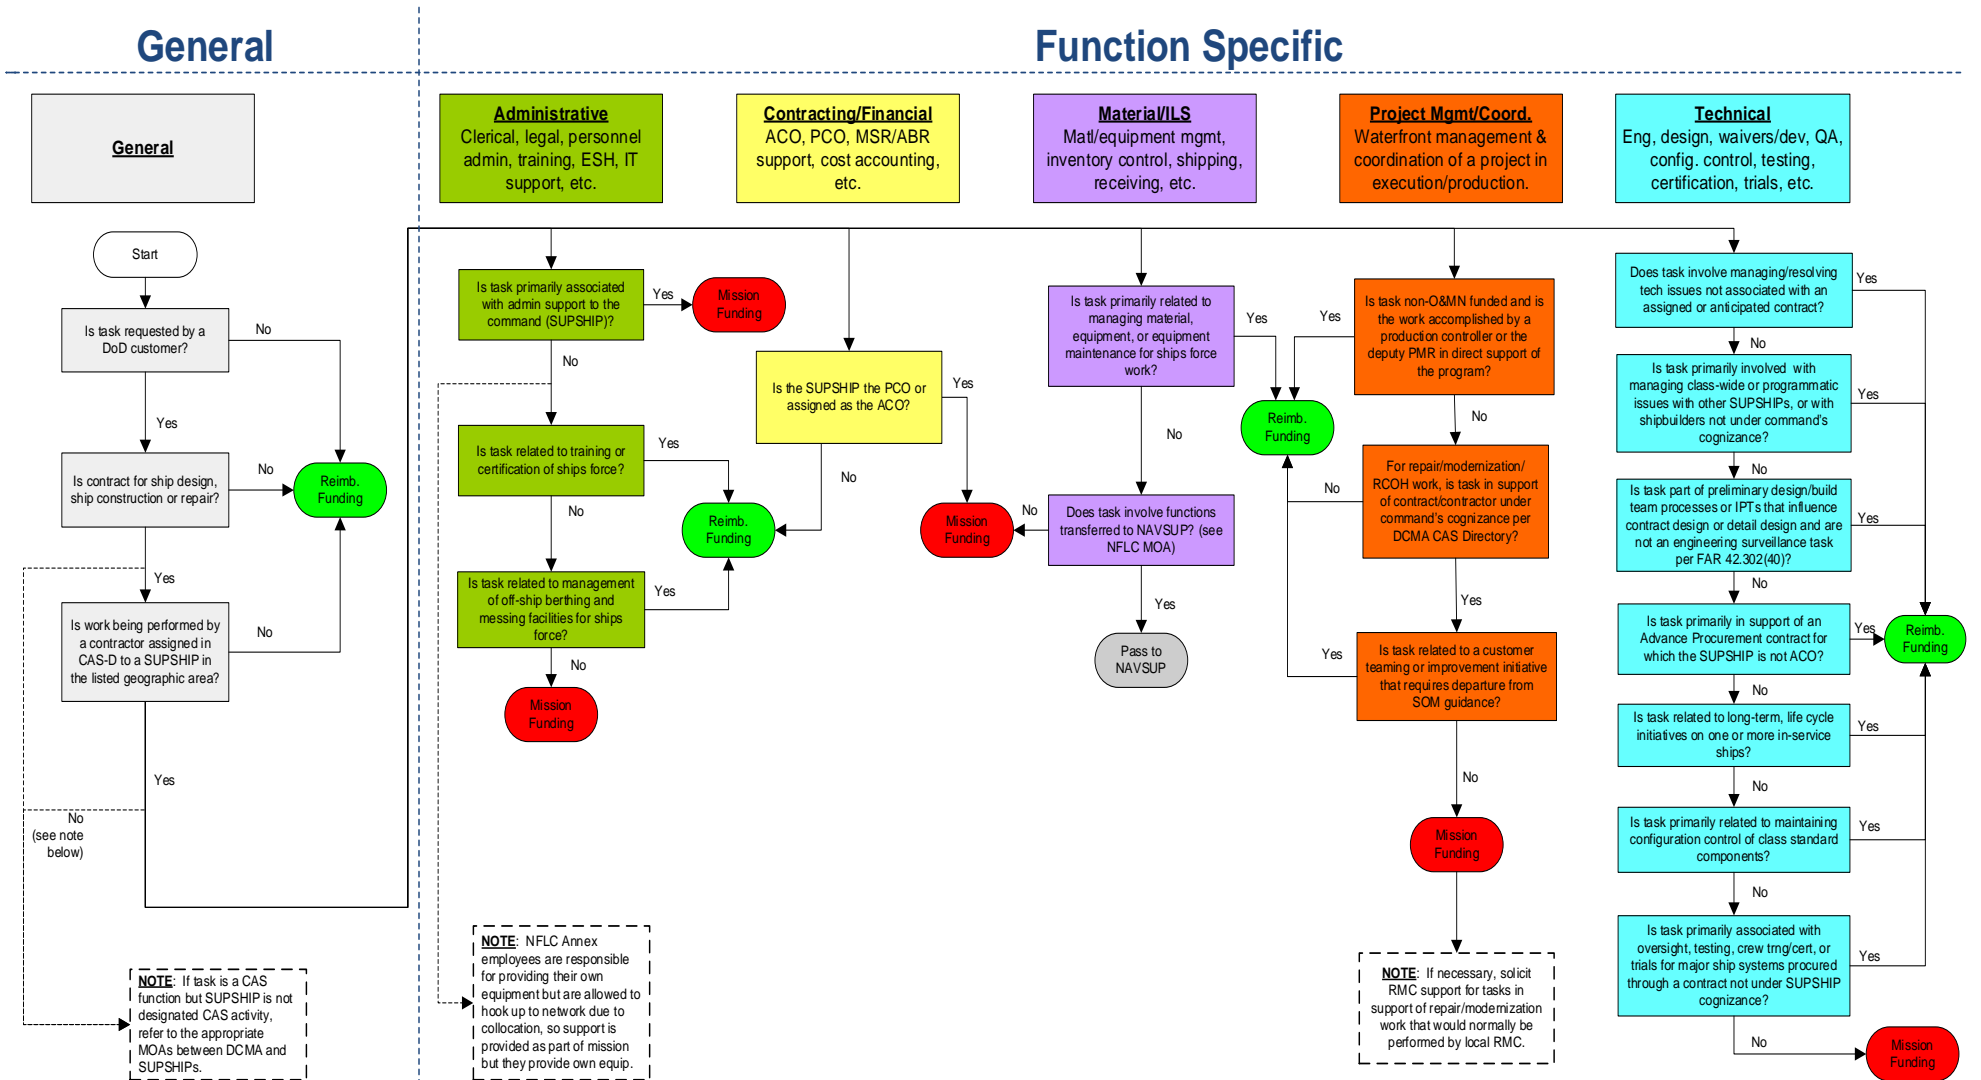 General
Function Specific
General
Administrative
Clerical, legal, personnel
admin, training, ESH, IT
support, etc.
Contracting/Financial
ACO, PCO, MSR/ABR
support, cost accounting,
etc.
Material/ILS
Matl/equipment mgmt,
inventory control, shipping,
receiving, etc.
Project Mgmt/Coord.
Waterfront management &
coordination of a project in
execution/production.
Technical
Eng, design, waivers/dev, QA,
config. control, testing,
certification, trials, etc.
Start
Is task requested by a
DoD customer?
No
Yes
Is contract for ship design,
ship construction or repair?
No
Reimb.
Funding
Yes
Is work being performed by
a contractor assigned in
CAS-D to a SUPSHIP in
the listed geographic area?
No
Yes
No
(see note
below)
NOTE: If task is a CAS
function but SUPSHIP is not
designated CAS activity,
refer to the appropriate
MOAs between DCMA and
SUPSHIPs.
Is task primarily associated
with admin support to the
command (SUPSHIP)?
Yes
Mission
Funding
No
Is task related to training or
certification of ships force?
Yes
No
Reimb.
Funding
Is task related to management
of off-ship berthing and
messing facilities for ships
force?
Yes
No
Mission
Funding
NOTE: NFLC Annex
employees are responsible
for providing their own
equipment but are allowed to
hook up to network due to
collocation, so support is
provided as part of mission
but they provide own equip.
Is the SUPSHIP the PCO or
assigned as the ACO?
Yes
No
Mission
Funding
Is task primarily related to
managing material,
equipment, or equipment
maintenance for ships force
work?
Yes
No
Reimb.
Funding
Does task involve functions
transferred to NAVSUP? (see
NFLC MOA)
No
Yes
Pass to
NAVSUP
Is task non-O&MN funded and is
the work accomplished by a
production controller or the
deputy PMR in direct support of
the program?
Yes
No
For repair/modernization/
RCOH work, is task in support
of contract/contractor under
command's cognizance per
DCMA CAS Directory?
No
Yes
Is task related to a customer
teaming or improvement initiative
that requires departure from
SOM guidance?
Yes
No
Mission
Funding
NOTE: If necessary, solicit
RMC support for tasks in
support of repair/modernization
work that would normally be
performed by local RMC.
Does task involve managing/resolving
tech issues not associated with an
assigned or anticipated contract?
Yes
No
Is task primarily involved with
managing class-wide or programmatic
issues with other SUPSHIPs, or with
shipbuilders not under command's
cognizance?
Yes
No
Is task part of preliminary design/build
team processes or IPTs that influence
contract design or detail design and are
not an engineering surveillance task
per FAR 42.302(40)?
Yes
No
Is task primarily in support of an
Advance Procurement contract for
which the SUPSHIP is not ACO?
Yes
Reimb.
Funding
No
Is task related to long-term, life cycle
initiatives on one or more in-service
ships?
Yes
No
Is task primarily related to maintaining
configuration control of class standard
components?
Yes
No
Is task primarily associated with
oversight, testing, crew trng/cert, or
trials for major ship systems procured
through a contract not under SUPSHIP
cognizance?
Yes
No
Mission
Funding